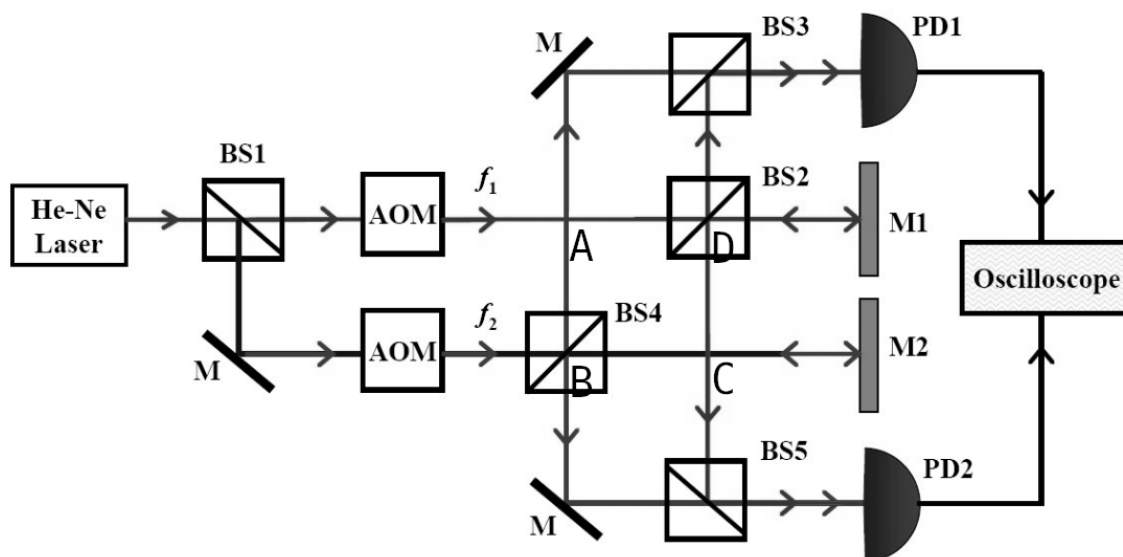 BS3
PD1
M
BS1
f1
BS2
He-Ne
Laser
AOM
M1
A
D
Oscilloscope
f2
BS4
M2
AOM
M
B
C
BS5
PD2
M